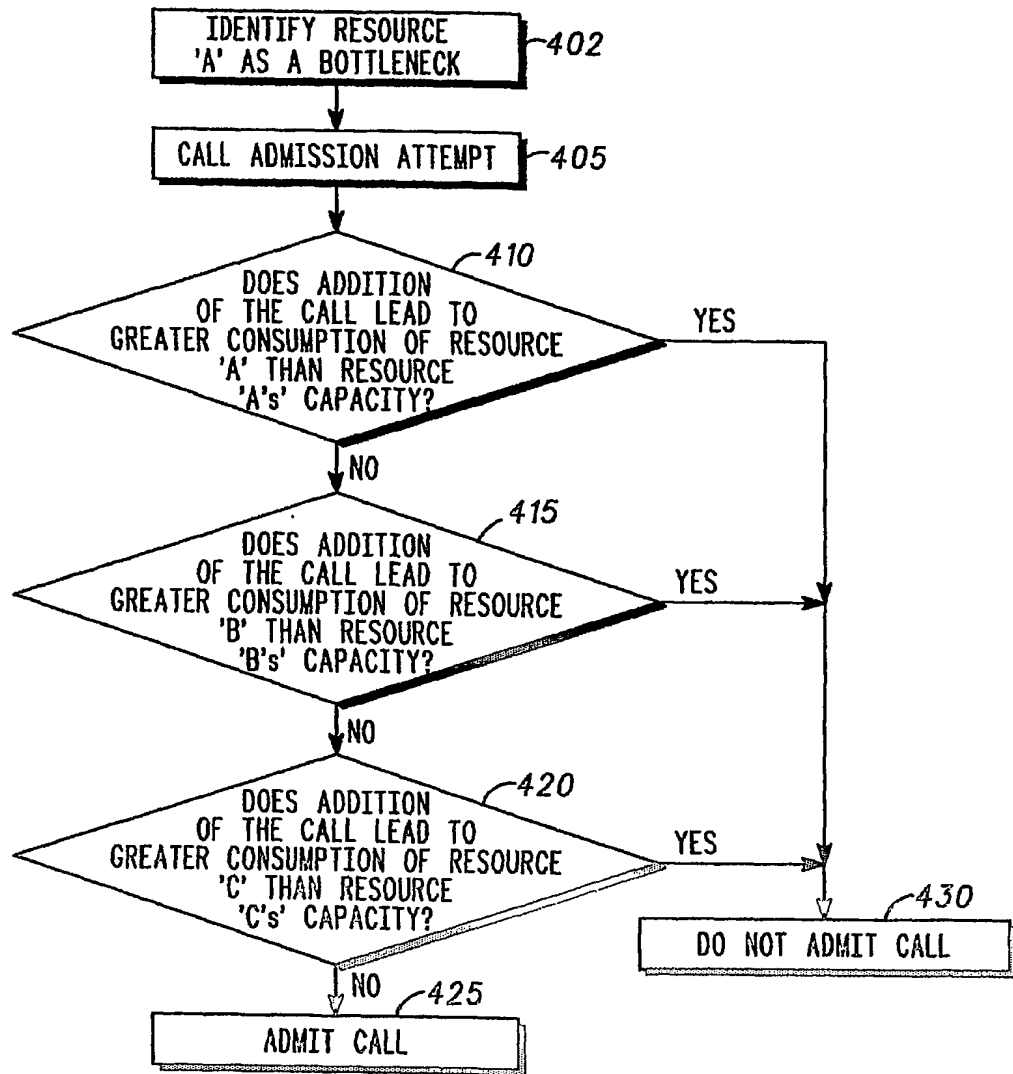 IDENTIFY RESOURCE
'A' AS A BOTTLENECK
402
CALL ADMISSION ATTEMPT
405
410
DOES ADDITION
OF THE CALL LEAD TO
GREATER CONSUMPTION OF RESOURCE
'A' THAN RESOURCE
'A's' CAPACITY?
YES
NO
415
DOES ADDITION
OF THE CALL LEAD TO
GREATER CONSUMPTION OF RESOURCE
'B' THAN RESOURCE
'B's' CAPACITY?
YES
NO
420
DOES ADDITION
OF THE CALL LEAD TO
GREATER CONSUMPTION OF RESOURCE
'C' THAN RESOURCE
'C's' CAPACITY?
YES
NO
430
DO NOT ADMIT CALL
425
ADMIT CALL